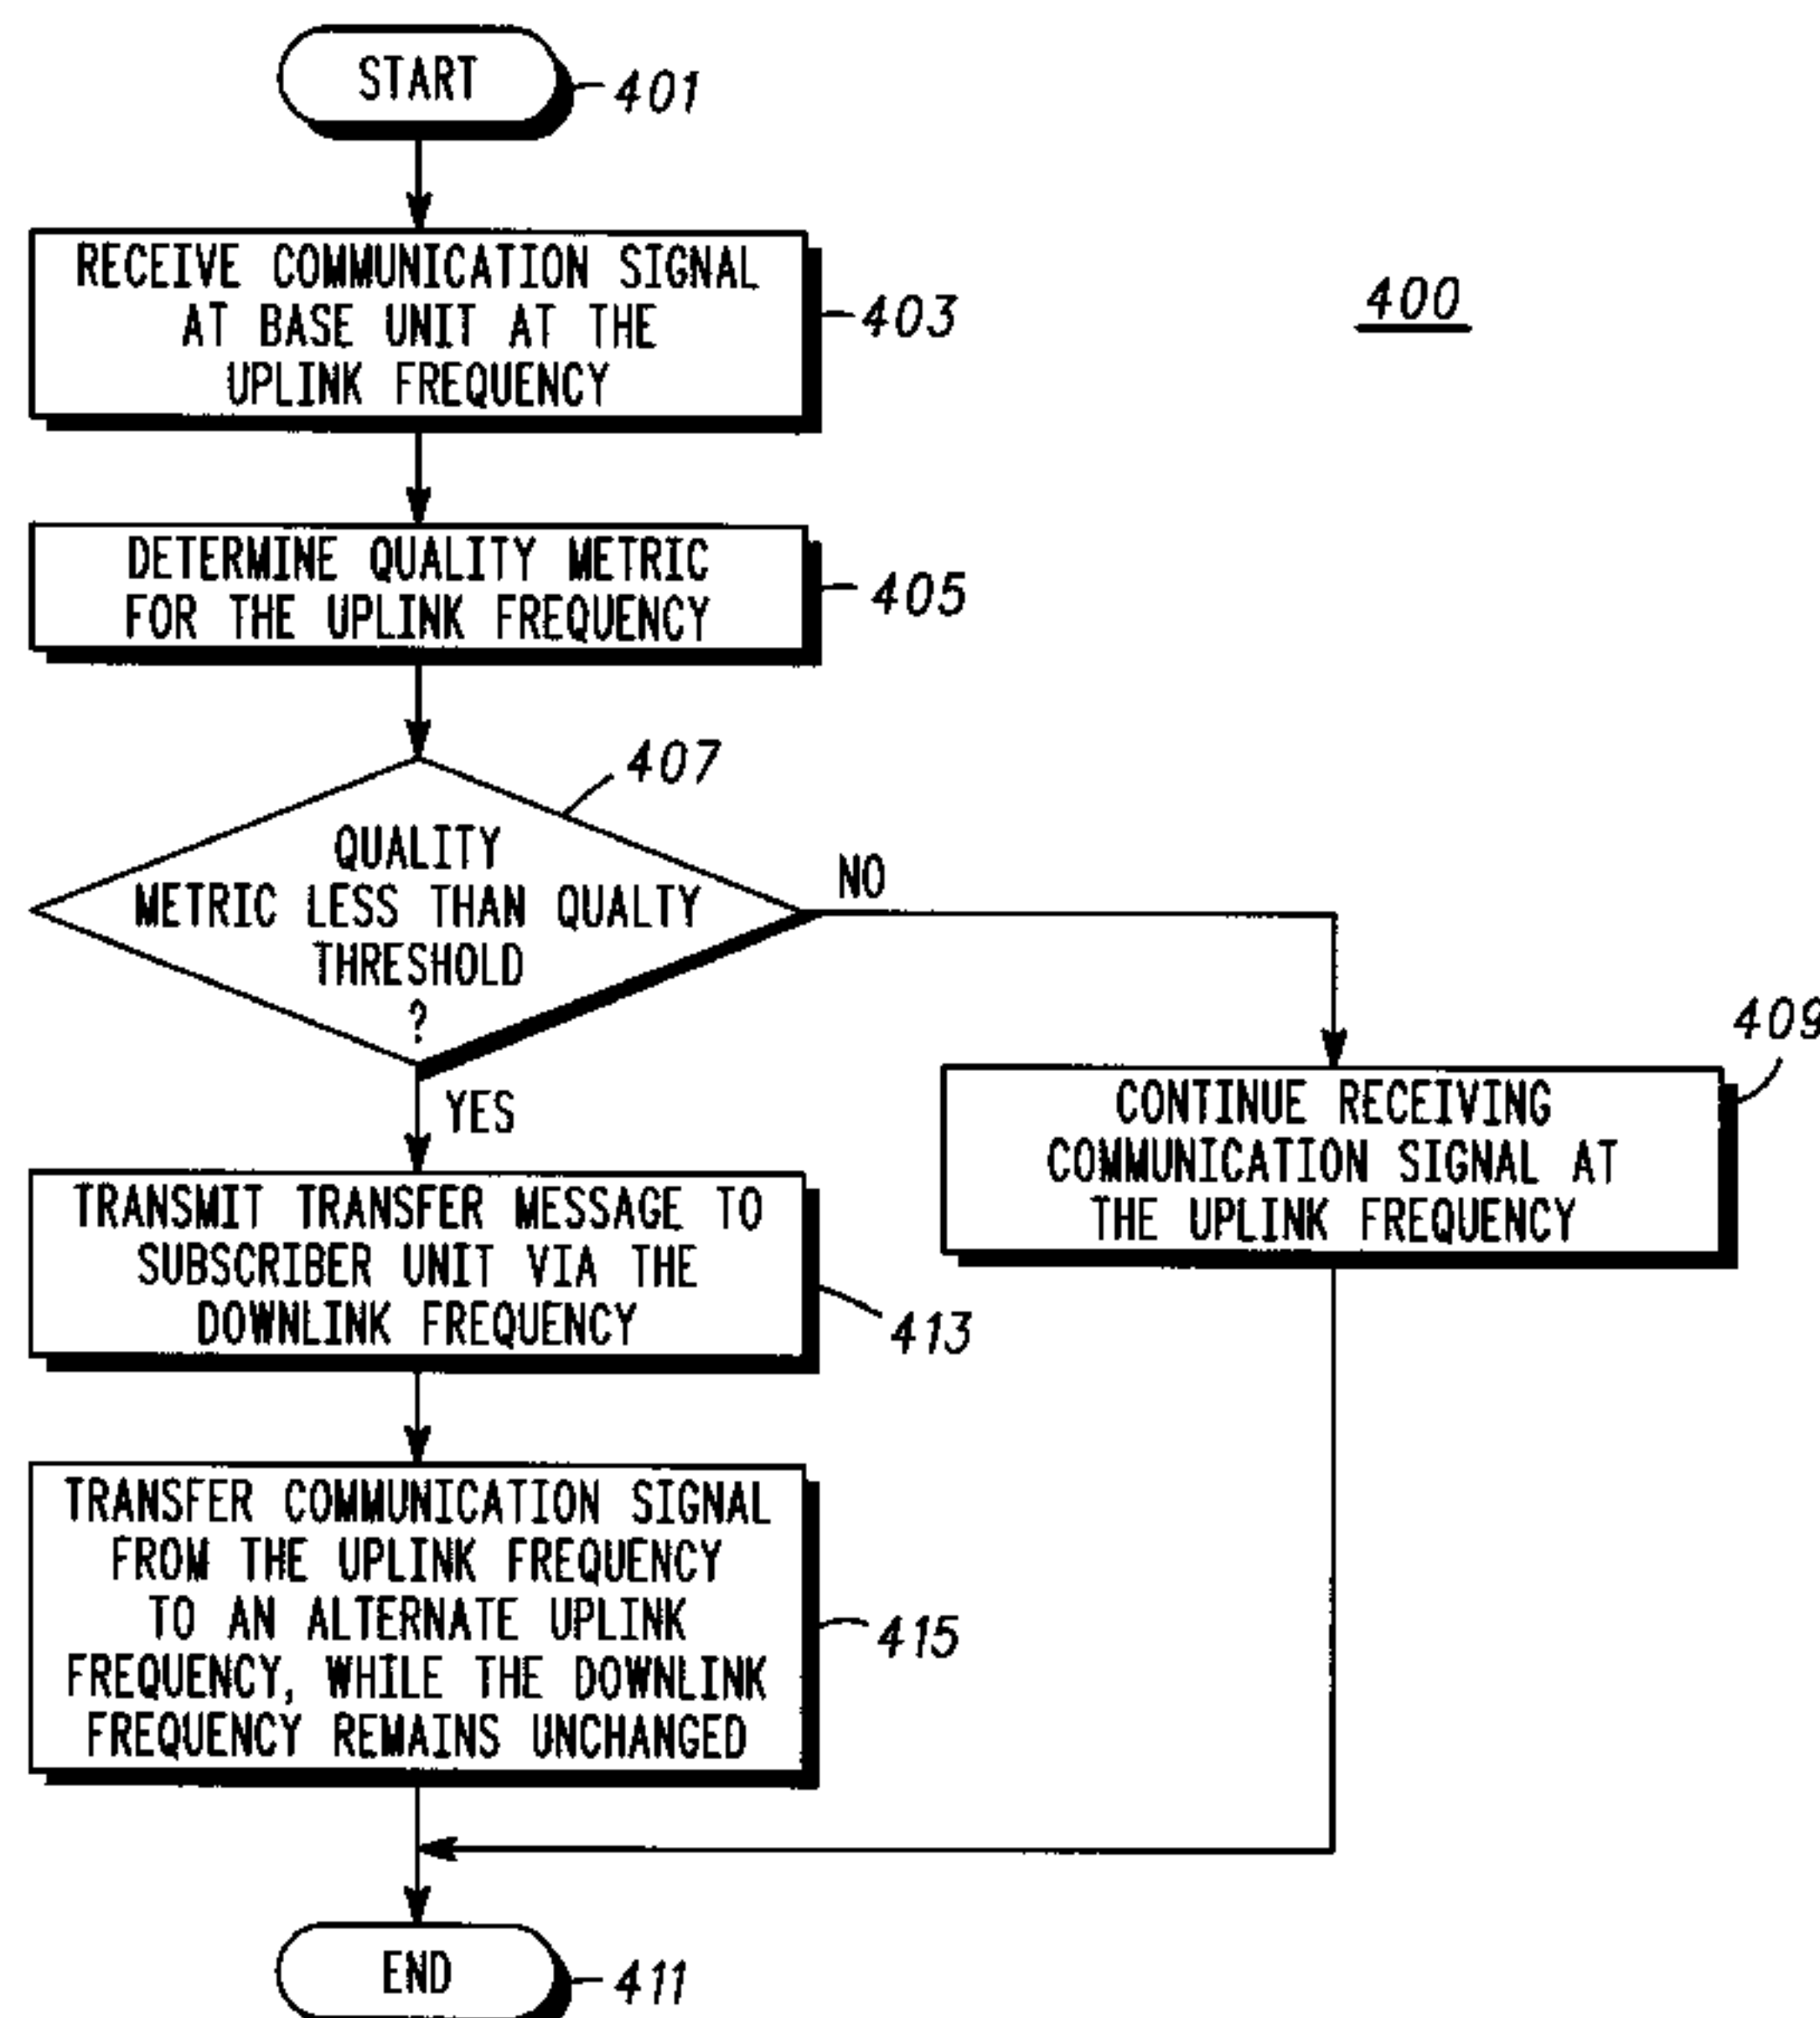 START
401
RECEIVE COMMUNICATION SIGNAL
AT BASE UNIT AT THE
UPLINK FREQUENCY
403
400
DETERMINE QUALITY METRIC
FOR THE UPLINK FREQUENCY
405
407
QUALITY
METRIC LESS THAN QUALTY
THRESHOLD
?
NO
YES
409
CONTINUE RECEIVING
COMMUNICATION SIGNAL AT
THE UPLINK FREQUENCY
TRANSMIT TRANSFER MESSAGE TO
SUBSCRIBER UNIT VIA THE
DOWNLINK FREQUENCY
413
TRANSFER COMMUNICATION SIGNAL
FROM THE UPLINK FREQUENCY
TO AN ALTERNATE UPLINK
FREQUENCY, WHILE THE DOWNLINK
FREQUENCY REMAINS UNCHANGED
415
END
411